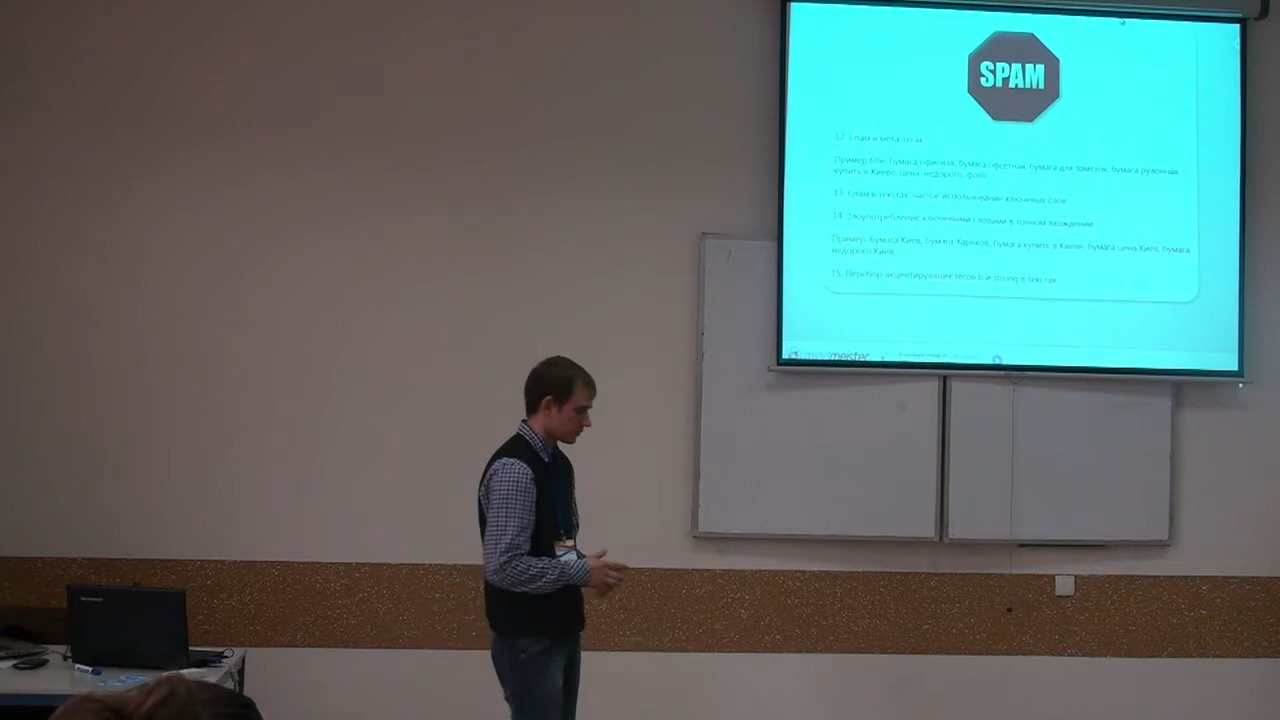 SPAM
12. Спам в мета-тегах
Пример title: бумага офисная, бумага офсетная, бумага для заметок, бумага рулонная
купить в Киеве, цена, недорого, фото
13. Спам в текстах: частое использование ключевых слов
14. Злоупотребление ключевыми словами в точном вхождении
Пример: бумага Киев, бумага Харьков, бумага купить в Киеве, бумага цена Киев, бумага
недорого Киев
15. Перебор акцентирующих тегов h и strong в текстах
mindmeister
lenovo